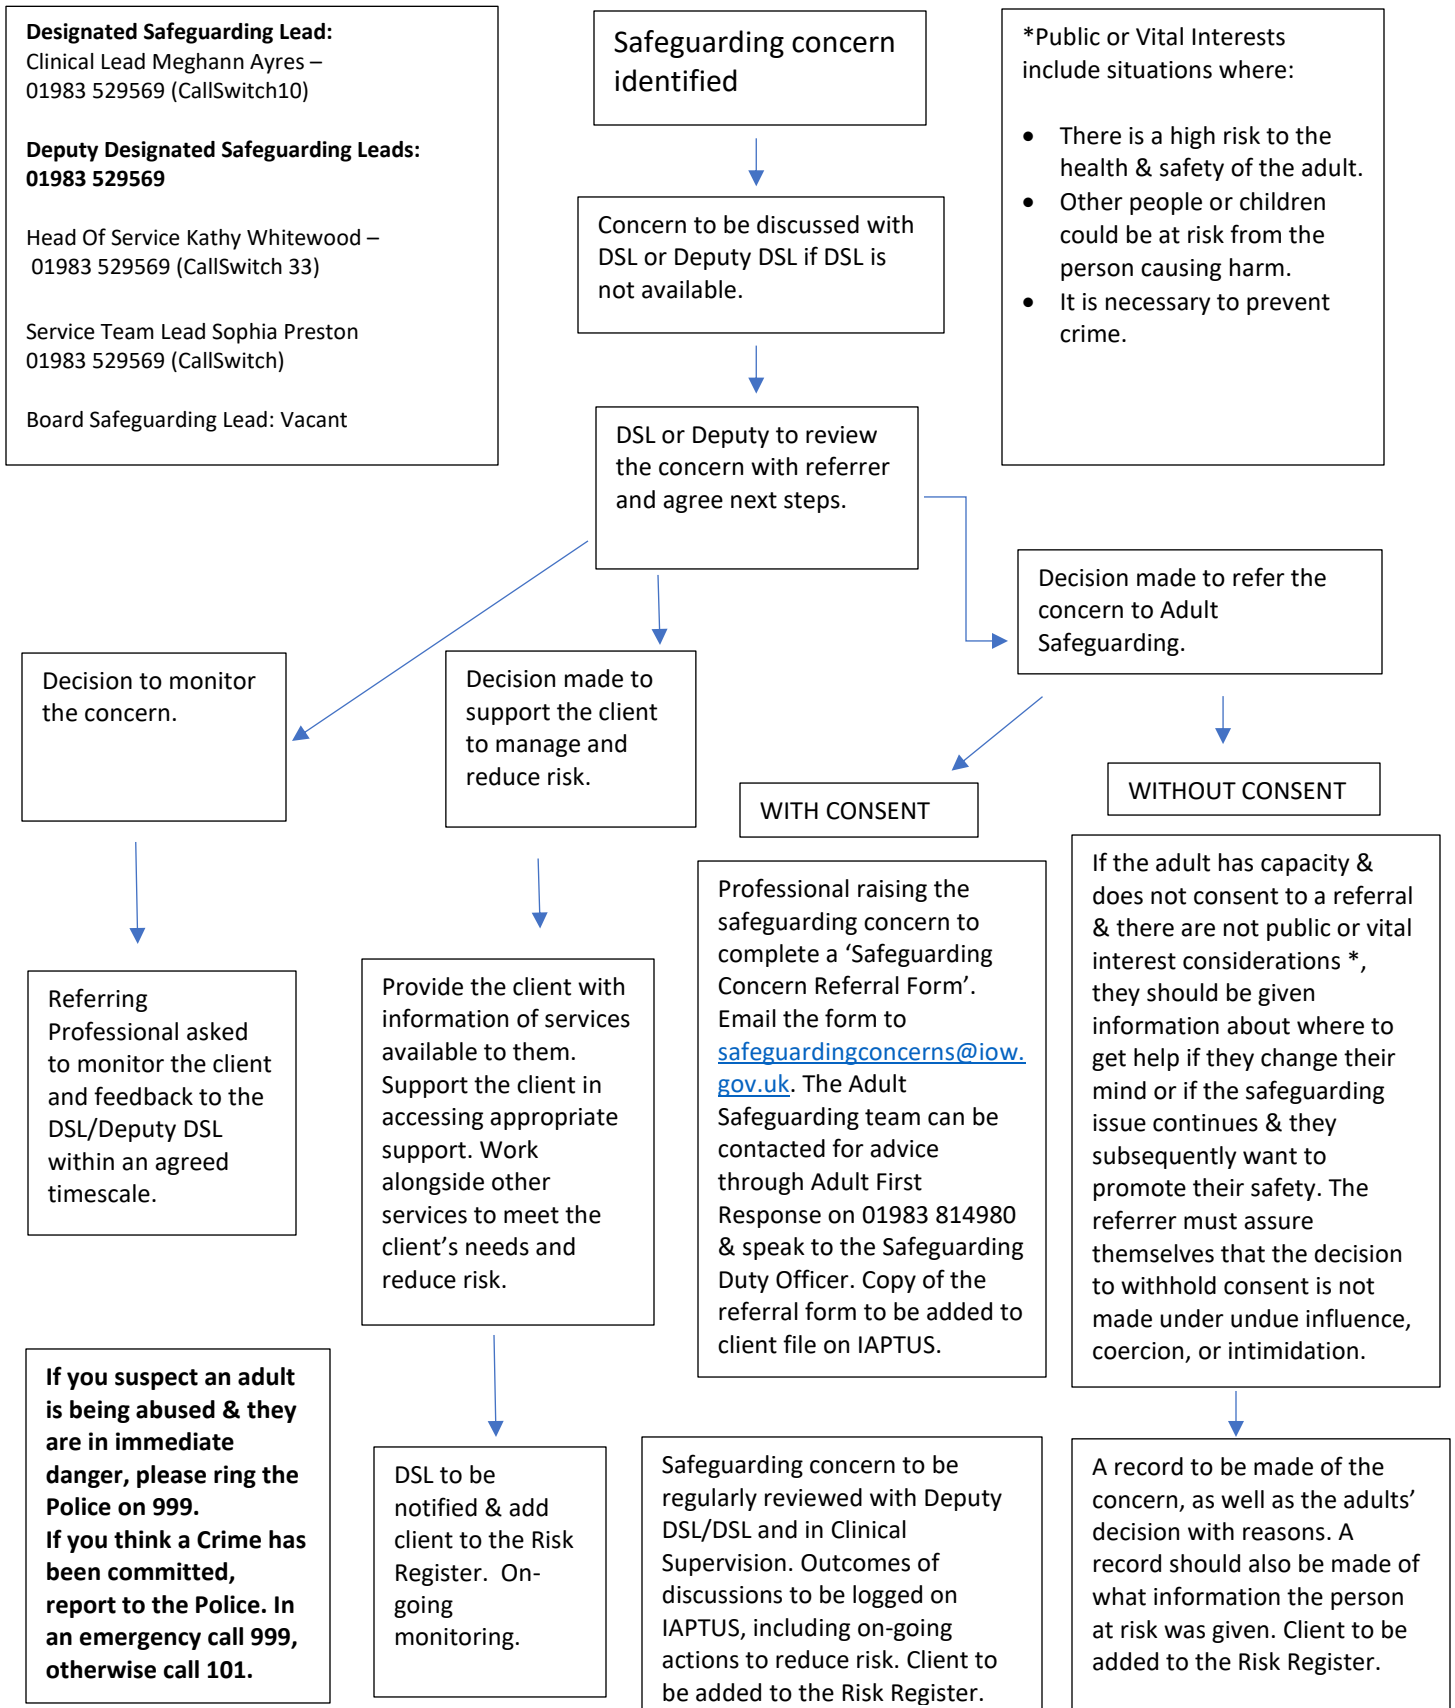 Designated Safeguarding Lead:
Clinical Lead Meghann Ayres –
01983 529569 (CallSwitch10)
Deputy Designated Safeguarding Leads:
01983 529569
Head Of Service Kathy Whitewood –
01983 529569 (CallSwitch 33)
Service Team Lead Sophia Preston
01983 529569 (CallSwitch)
Board Safeguarding Lead: Vacant
Safeguarding concern
identified
*Public or Vital Interests
include situations where:
• There is a high risk to the
health & safety of the adult.
• Other people or children
could be at risk from the
person causing harm.
• It is necessary to prevent
crime.
Concern to be discussed with
DSL or Deputy DSL if DSL is
not available.
DSL or Deputy to review
the concern with referrer
and agree next steps.
Decision to monitor
the concern.
Decision made to
support the client
to manage and
reduce risk.
Decision made to refer the
concern to Adult
Safeguarding.
WITH CONSENT
WITHOUT CONSENT
Referring
Professional asked
to monitor the client
and feedback to the
DSL/Deputy DSL
within an agreed
timescale.
Provide the client with
information of services
available to them.
Support the client in
accessing appropriate
support. Work
alongside other
services to meet the
client’s needs and
reduce risk.
Professional raising the
safeguarding concern to
complete a ‘Safeguarding
Concern Referral Form’.
Email the form to
safeguardingconcerns@iow.
gov.uk. The Adult
Safeguarding team can be
contacted for advice
through Adult First
Response on 01983 814980
& speak to the Safeguarding
Duty Officer. Copy of the
referral form to be added to
client file on IAPTUS.
If the adult has capacity &
does not consent to a referral
& there are not public or vital
interest considerations *,
they should be given
information about where to
get help if they change their
mind or if the safeguarding
issue continues & they
subsequently want to
promote their safety. The
referrer must assure
themselves that the decision
to withhold consent is not
made under undue influence,
coercion, or intimidation.
If you suspect an adult
is being abused & they
are in immediate
danger, please ring the
Police on 999.
If you think a Crime has
been committed,
report to the Police. In
an emergency call 999,
otherwise call 101.
DSL to be
notified & add
client to the Risk
Register. On-
going
monitoring.
Safeguarding concern to be
regularly reviewed with Deputy
DSL/DSL and in Clinical
Supervision. Outcomes of
discussions to be logged on
IAPTUS, including on-going
actions to reduce risk. Client to
be added to the Risk Register.
A record to be made of the
concern, as well as the adults’
decision with reasons. A
record should also be made of
what information the person
at risk was given. Client to be
added to the Risk Register.